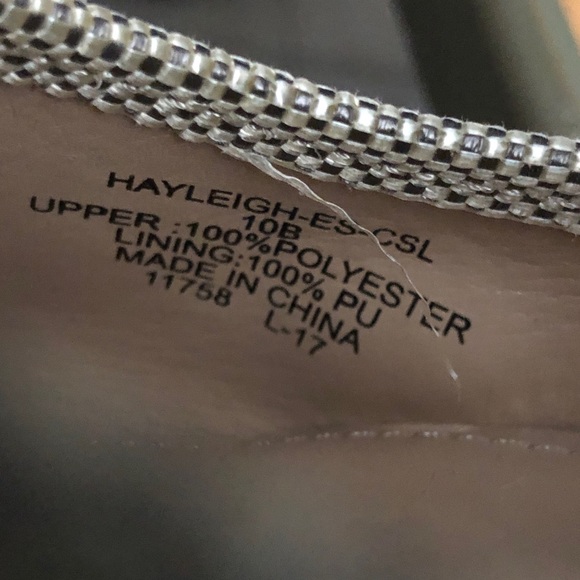 HAYLEIGH-ES-CSL
10B
UPPER :100%POLYESTER
LINING:100% PU
MADE IN CHINA
11758 L-17